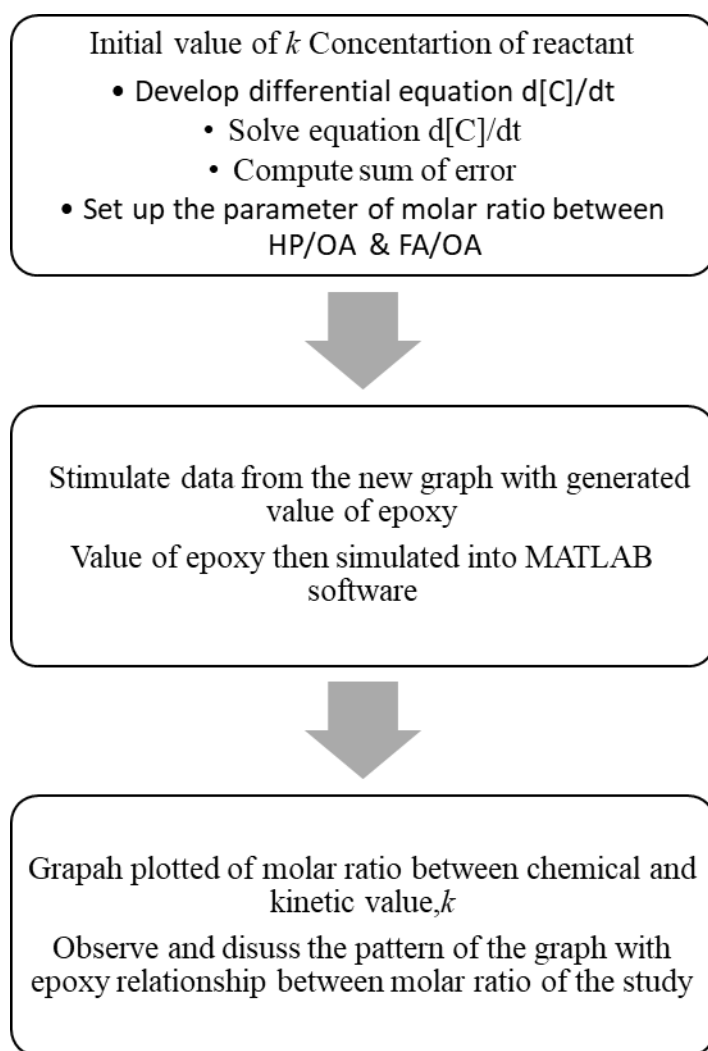 Initial value of k Concentartion of reactant
• Develop differential equation d[C]/dt
• Solve equation d[C]/dt
• Compute sum of error
• Set up the parameter of molar ratio between
HP/OA & FA/OA
Stimulate data from the new graph with generated
value of epoxy
Value of epoxy then simulated into MATLAB
software
Grapah plotted of molar ratio between chemical and
kinetic value,k
Observe and disuss the pattern of the graph with
epoxy relationship between molar ratio of the study